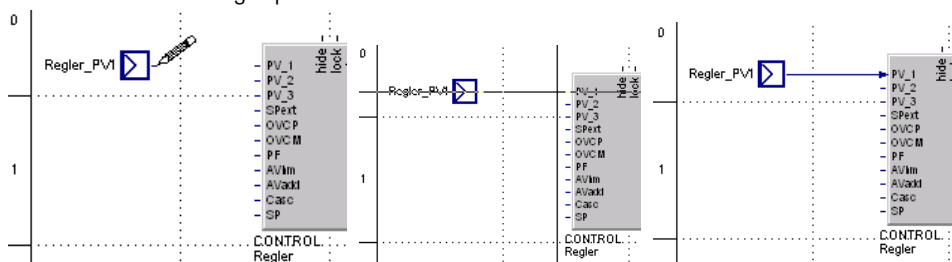 0
Regler_PV1
hide
lock
PV_1
PV_2
PV_3
SPext
OVCP
OVCM
PF
AVlim
AVadd
Casc
SP
1
CONTROL
Regler
0
Regler_PV1
hide
lock
PV_1
PV_2
PV_3
SPext
OVCP
OVCM
PF
AVlim
AVadd
Casc
SP
1
CONTROL
Regler
0
Regler_PV1
hide
PV_1
PV_2
PV_3
SPext
OVCP
OVCM
PF
AVlim
AVadd
Casc
SP
1
CONTROL
Regler